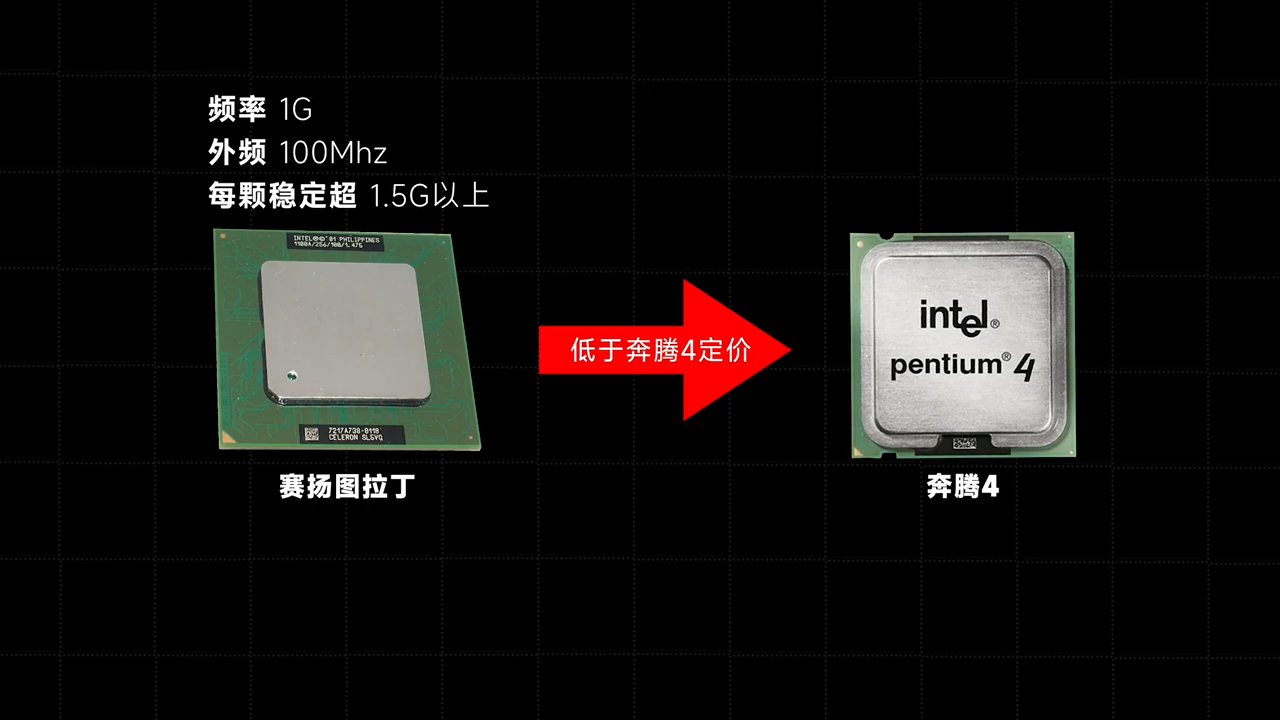 频率 1G
外频 100Mhz
每颗稳定超 1.5G以上
INTEL®©'01 PHILIPPINES
1100A/256/100/1.475
7217A738-0118
CELERON SL5VQ
低于奔腾4定价
intel®
pentium® 4
赛扬图拉丁
奔腾4